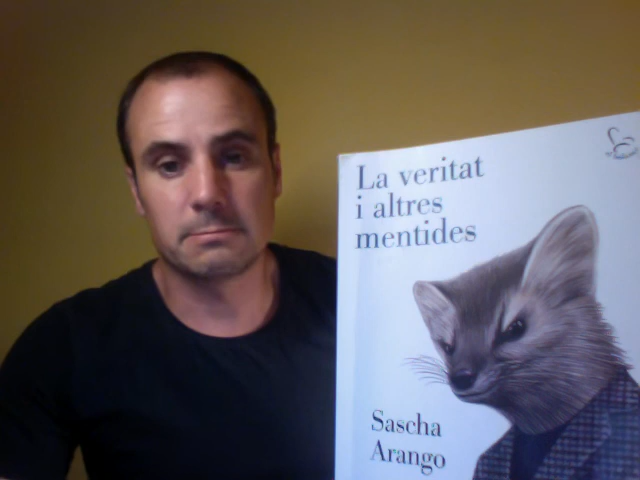 La veritat
i altres
mentides
Sascha
Arango